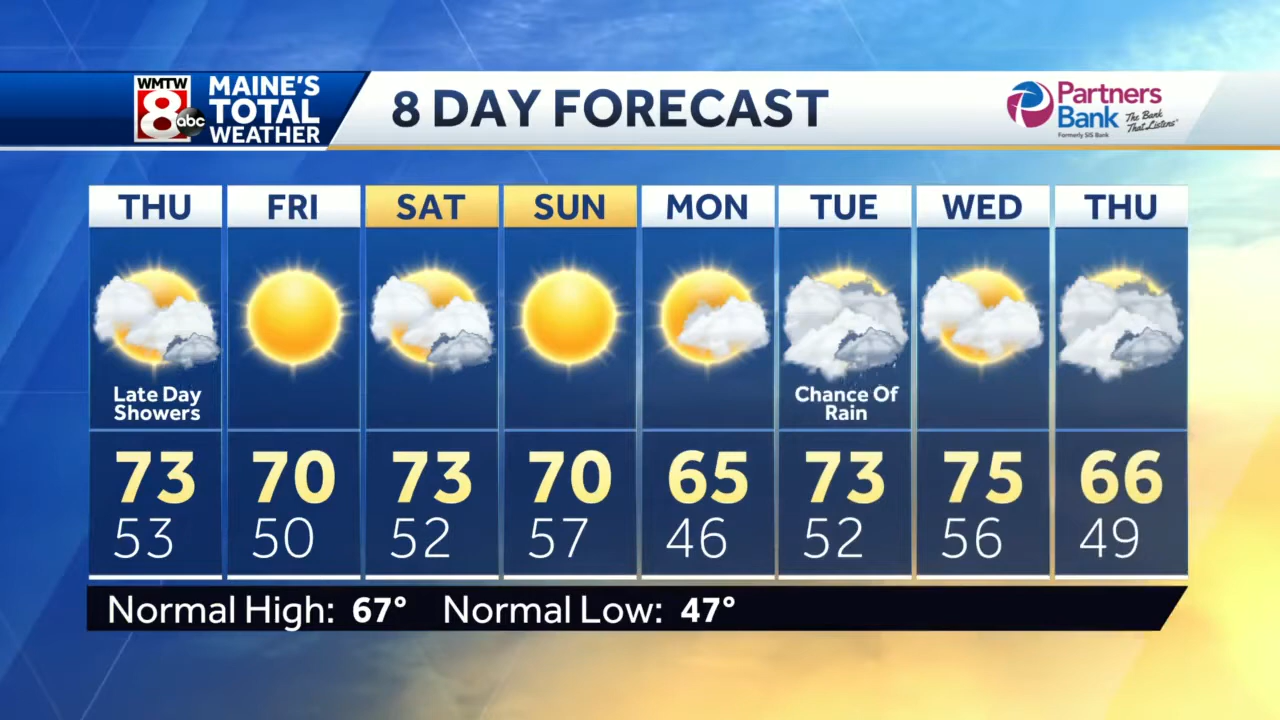 WMTW
8
abc
MAINE'S
TOTAL
WEATHER
8 DAY FORECAST
Partners
Bank
The Bank
That Listens
Formerly SIS Bank
THU FRI SAT SUN MON TUE WED THU
Late Day
Showers
Chance Of
Rain
73 70 73 70 65 73 75 66
53 50 52 57 46 52 56 49
Normal High: 67° Normal Low: 47°